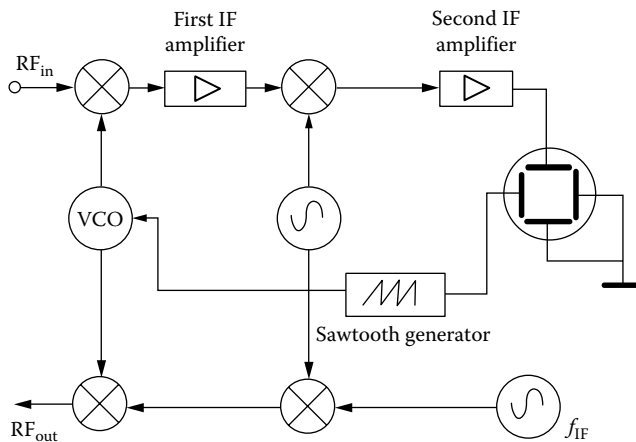 First IF
amplifier
Second IF
amplifier
RFin
VCO
Sawtooth generator
RFout
fIF